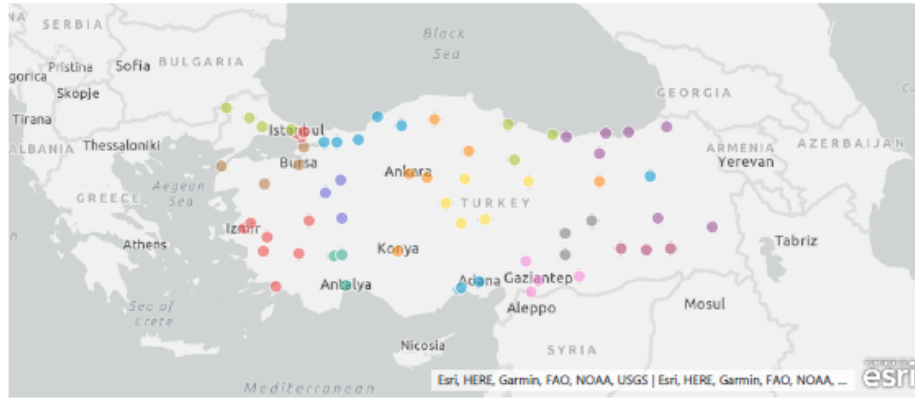 Black
Sea
SERBIA
Pristina
Sofia
BULGARIA
gorica
Skopje
GEORGIA
Tirana
Istanbul
ALBANIA
Thessaloniki
ARMENIA
AZERBAIJAN
Yerevan
Bursa
Ankara
Aegean
Sea
GREECE
TURKEY
Izmir
Athens
Konya
Tabriz
Antalya
Adana
Gaziantep
Sea of
Crete
Aleppo
Mosul
Nicosia
SYRIA
Mediterranean
Esri, HERE, Garmin, FAO, NOAA, USGS | Esri, HERE, Garmin, FAO, NOAA, ...
esri